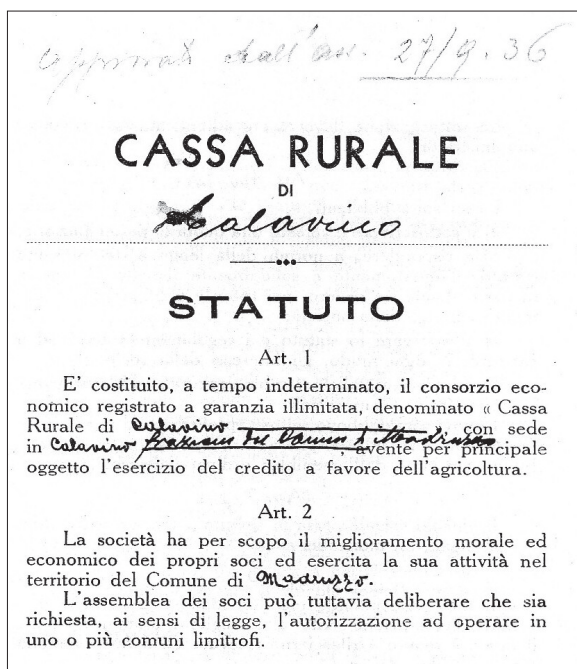 dall'ass. 27/9.36
CASSA RURALE
DI
Calavino
STATUTO
Art. 1
E' costituito, a tempo indeterminato, il consorzio eco-
nomico registrato a garanzia illimitata, denominato « Cassa
Rurale di Calavino », con sede
in Calavino frazione del Comune di Madruzzo, avente per principale
oggetto l'esercizio del credito a favore dell'agricoltura.
Art. 2
La società ha per scopo il miglioramento morale ed
economico dei propri soci ed esercita la sua attività nel
territorio del Comune di Madruzzo.
L'assemblea dei soci può tuttavia deliberare che sia
richiesta, ai sensi di legge, l'autorizzazione ad operare in
uno o più comuni limitrofi.